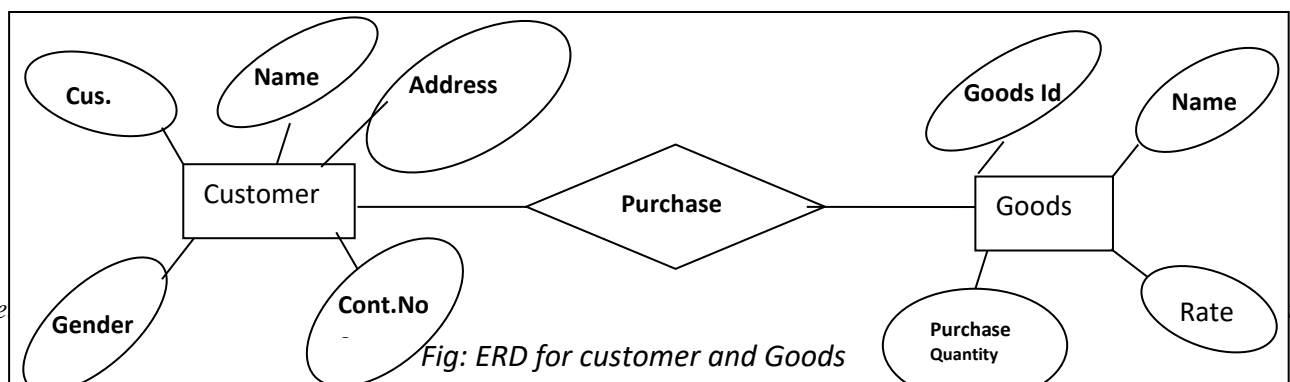 Cus.
Name
Address
Goods Id
Name
Customer
Purchase
Goods
Gender
Cont.No
Purchase
Quantity
Rate
Fig: ERD for customer and Goods